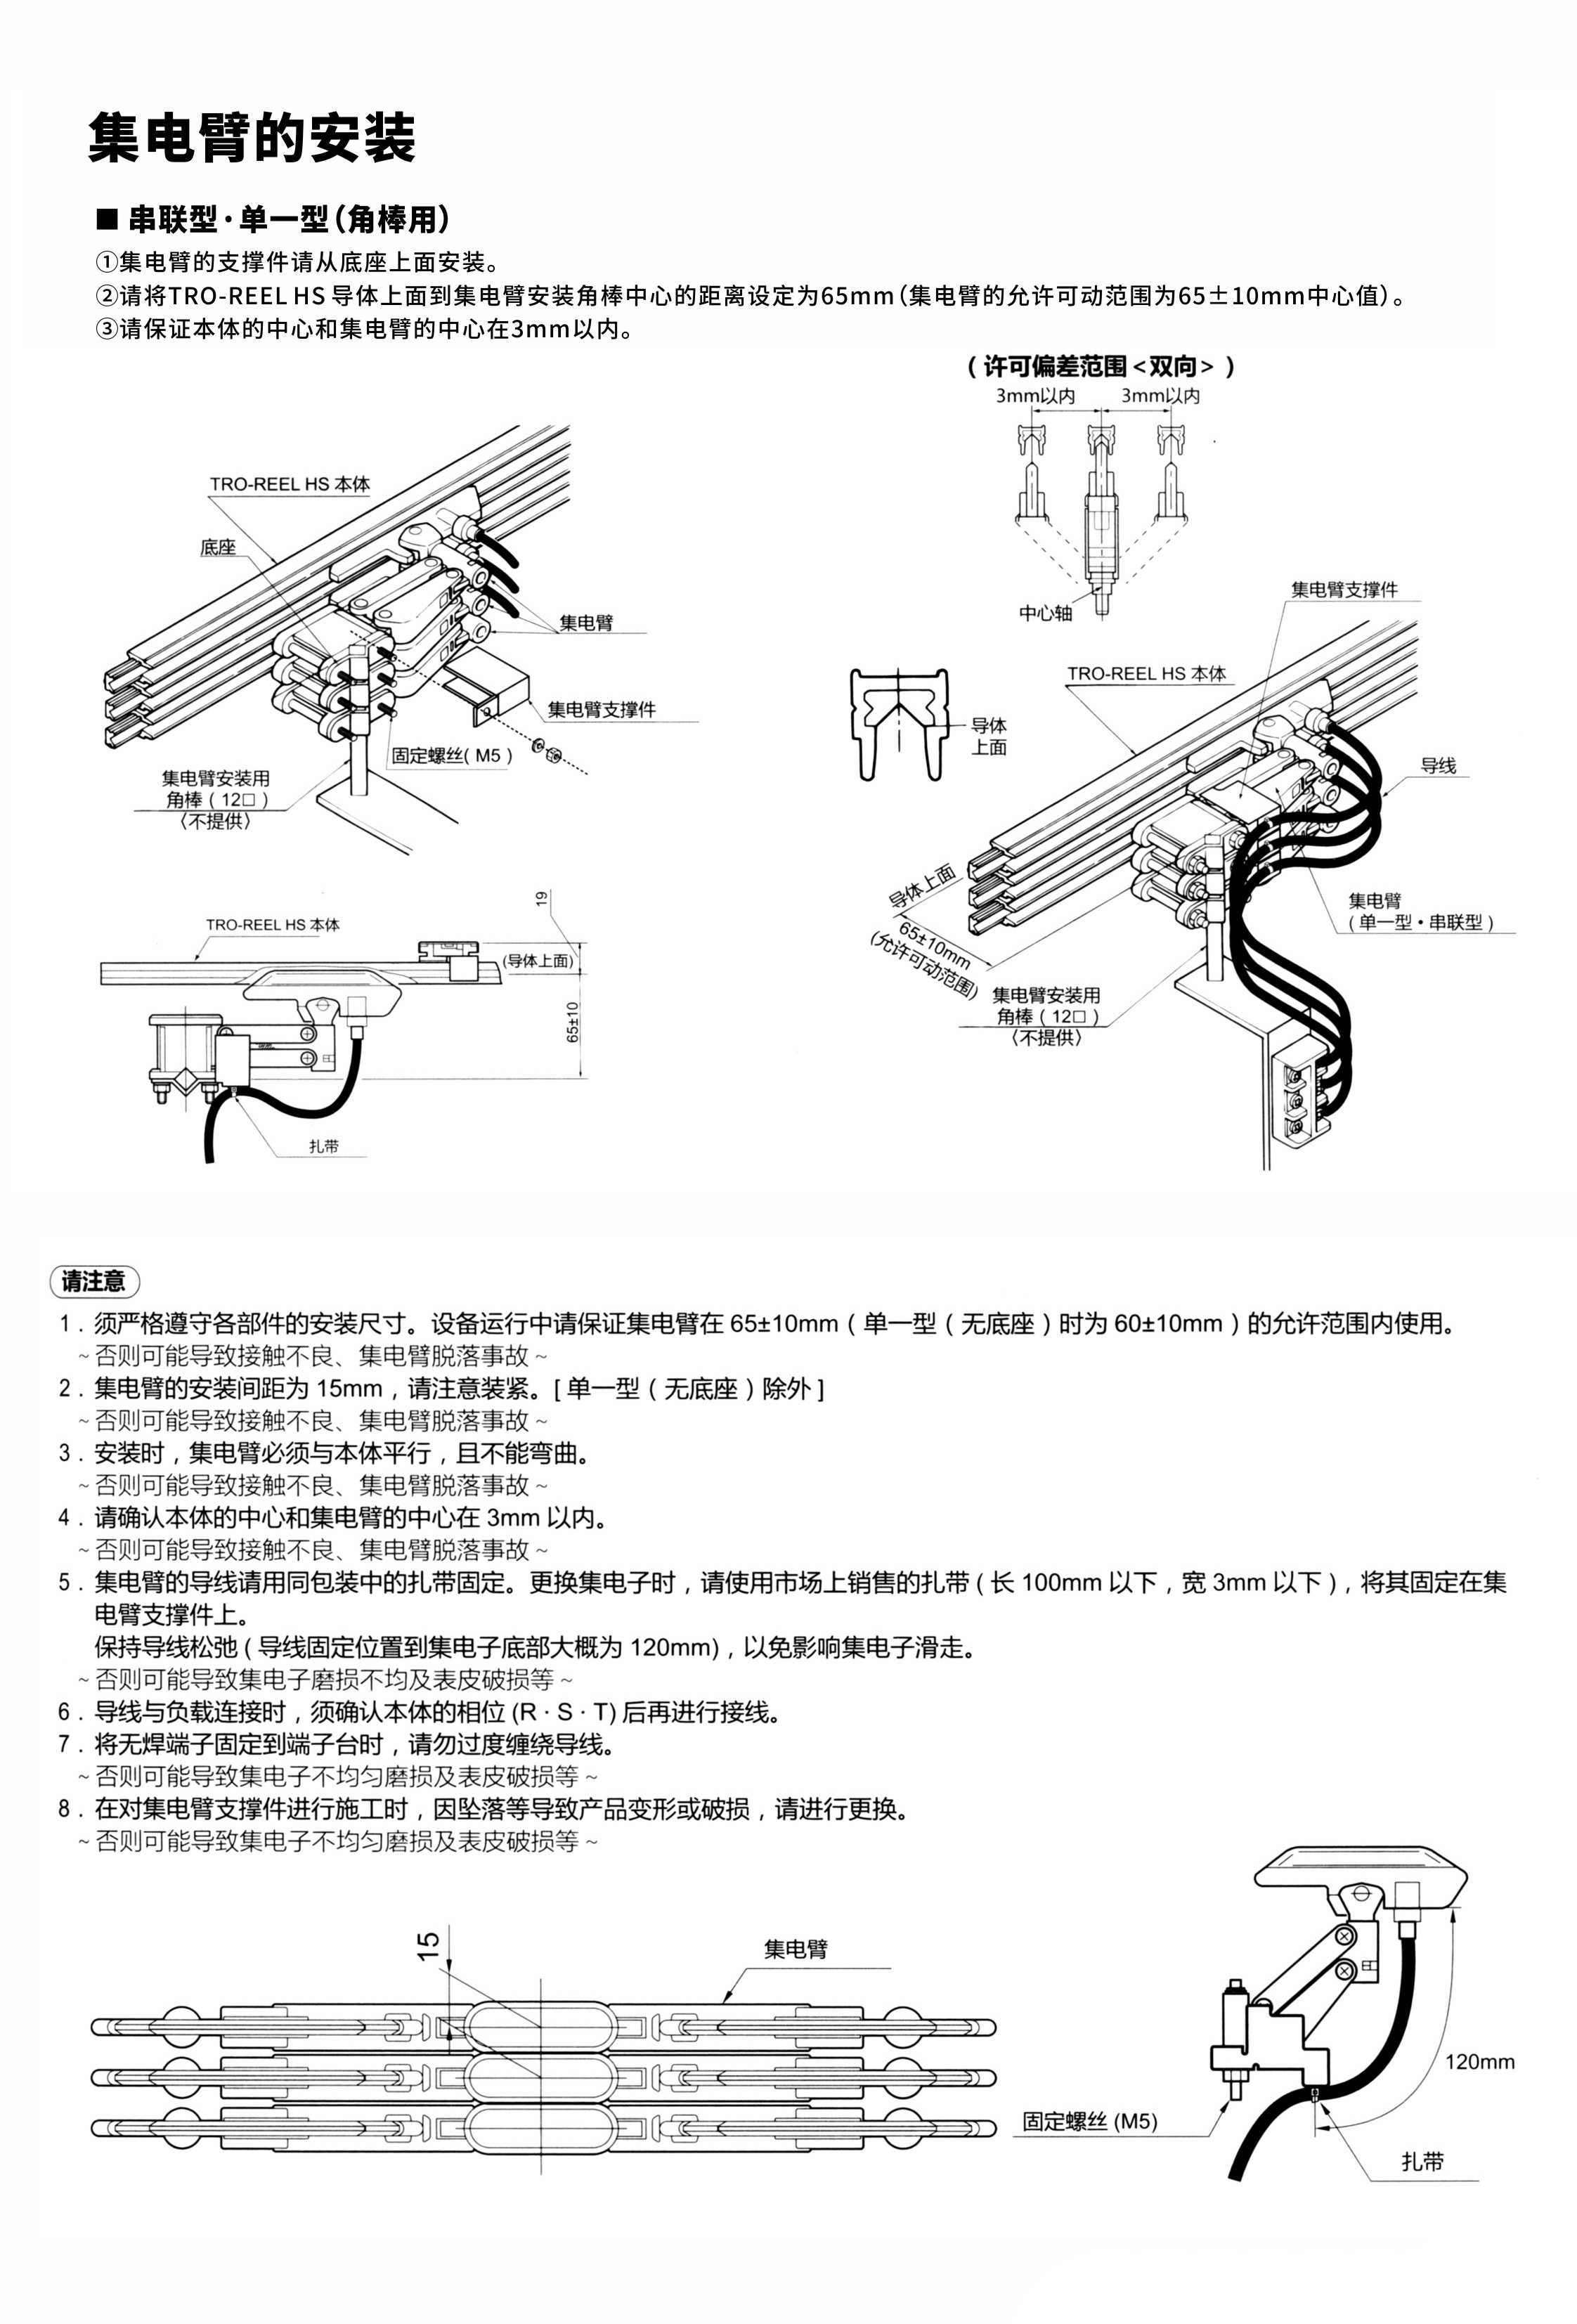 集电臂的安装
■ 串联型·单一型(角棒用)
①集电臂的支撑件请从底座上面安装。
②请将TRO-REEL HS 导体上面到集电臂安装角棒中心的距离设定为65mm(集电臂的允许可动范围为65±10mm中心值)。
③请保证本体的中心和集电臂的中心在3mm以内。
(许可偏差范围<双向>)
3mm以内
3mm以内
中心轴
TRO-REEL HS 本体
底座
集电臂
集电臂支撑件
固定螺丝( M5 )
集电臂安装用
角棒(12□)
〈不提供〉
集电臂支撑件
TRO-REEL HS 本体
导体
上面
导线
导体上面
65±10mm
(允许可动范围)
集电臂
(单一型·串联型)
集电臂安装用
角棒(12□)
〈不提供〉
19
TRO-REEL HS 本体
(导体上面)
65±10
扎带
请注意
1. 须严格遵守各部件的安装尺寸。设备运行中请保证集电臂在 65±10mm(单一型(无底座)时为 60±10mm)的允许范围内使用。
~否则可能导致接触不良、集电臂脱落事故~
2. 集电臂的安装间距为 15mm,请注意装紧。[单一型(无底座)除外]
~否则可能导致接触不良、集电臂脱落事故~
3. 安装时,集电臂必须与本体平行,且不能弯曲。
~否则可能导致接触不良、集电臂脱落事故~
4. 请确认本体的中心和集电臂的中心在 3mm 以内。
~否则可能导致接触不良、集电臂脱落事故~
5. 集电臂的导线请用同包装中的扎带固定。更换集电子时,请使用市场上销售的扎带(长 100mm 以下,宽 3mm 以下),将其固定在集
电臂支撑件上。
保持导线松弛(导线固定位置到集电子底部大概为 120mm),以免影响集电子滑走。
~否则可能导致集电子磨损不均及表皮破损等~
6. 导线与负载连接时,须确认本体的相位 (R · S · T) 后再进行接线。
7. 将无焊端子固定到端子台时,请勿过度缠绕导线。
~否则可能导致集电子不均匀磨损及表皮破损等~
8. 在对集电臂支撑件进行施工时,因坠落等导致产品变形或破损,请进行更换。
~否则可能导致集电子不均匀磨损及表皮破损等~
15
集电臂
120mm
固定螺丝 (M5)
扎带